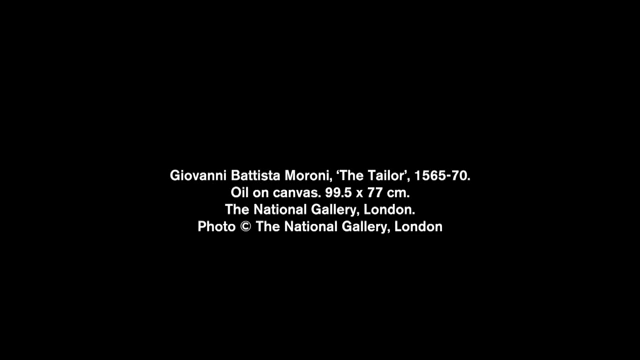 Giovanni Battista Moroni, ‘The Tailor’, 1565-70.
Oil on canvas. 99.5 x 77 cm.
The National Gallery, London.
Photo © The National Gallery, London